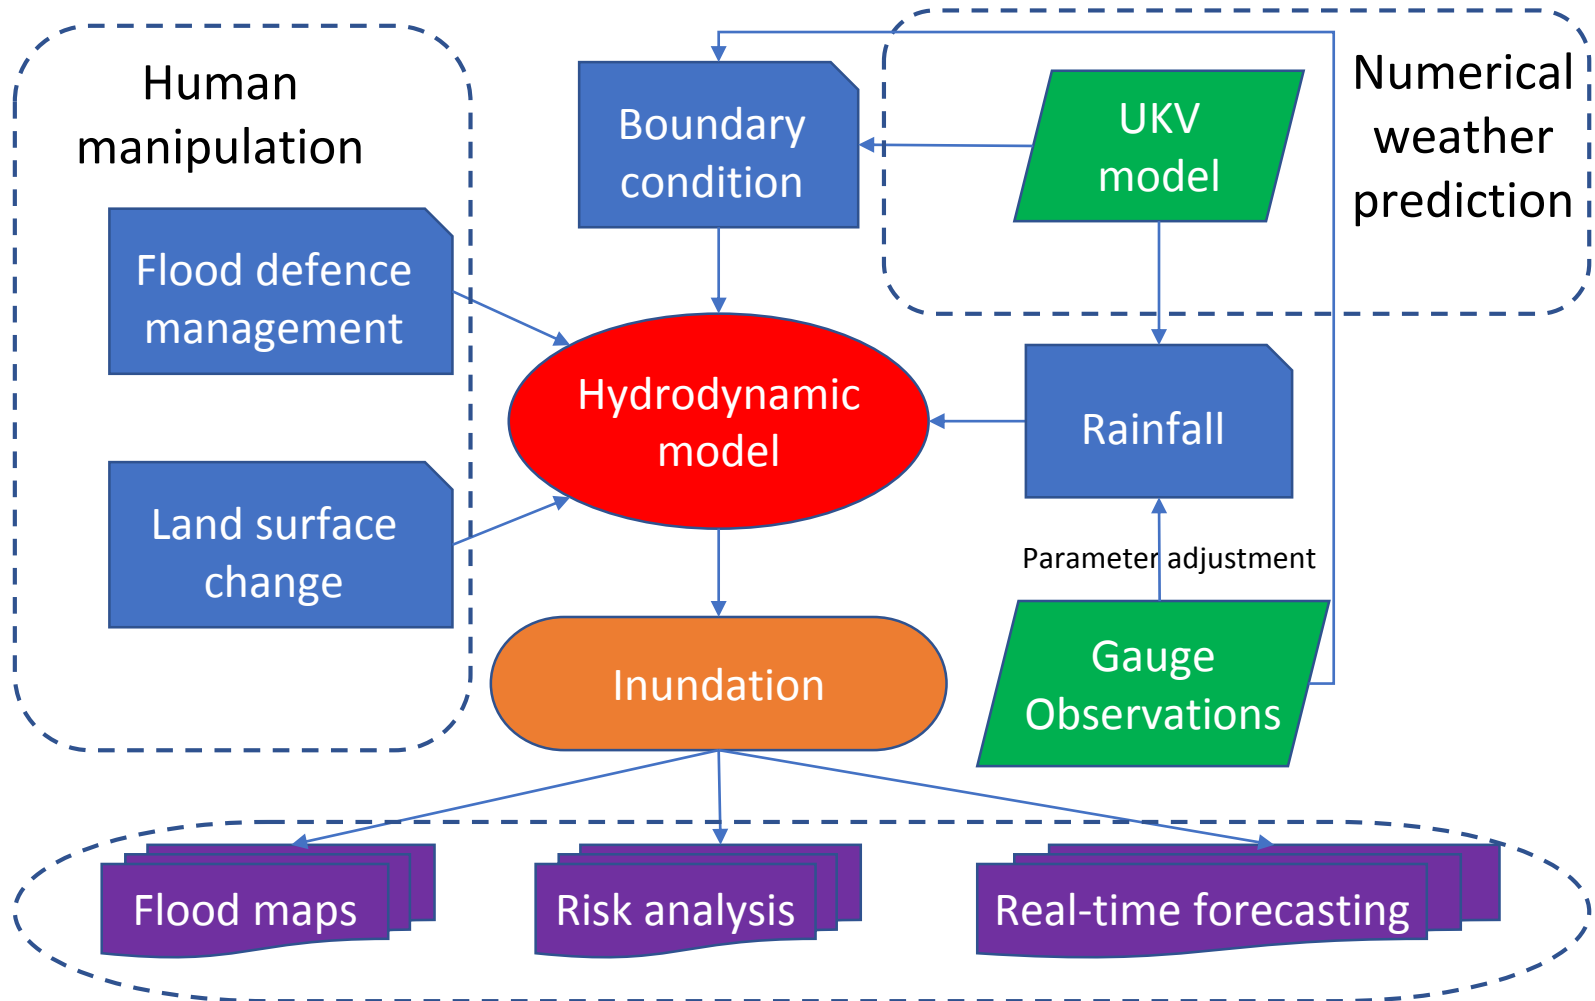 Human
manipulation
Flood defence
management
Land surface
change
Boundary
condition
UKV
model
Numerical
weather
prediction
Hydrodynamic
model
Rainfall
Parameter adjustment
Gauge
Observations
Inundation
Flood maps
Risk analysis
Real-time forecasting